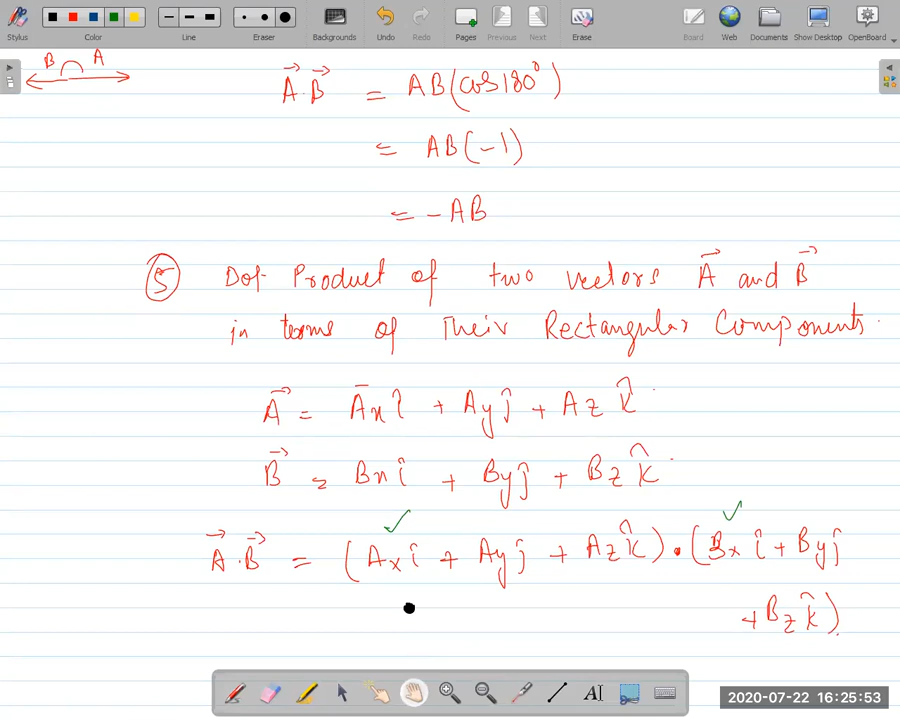 Stylus Color Line Eraser Backgrounds Undo Redo Pages Previous Next Erase Board Web Documents Show Desktop OpenBoard
B A
A⃗.B⃗ = AB(cos180°)
= AB(-1)
= -AB
5 Dot Product of two vectors A⃗ and B⃗
in terms of Their Rectangular Components.
A⃗ = Axî + Ayĵ + Azk̂
B⃗ = Bxî + Byĵ + Bzk̂
A⃗.B⃗ = (Axî + Ayĵ + Azk̂).(Bxî + Byĵ
+ Bzk̂).
2020-07-22 16:25:53